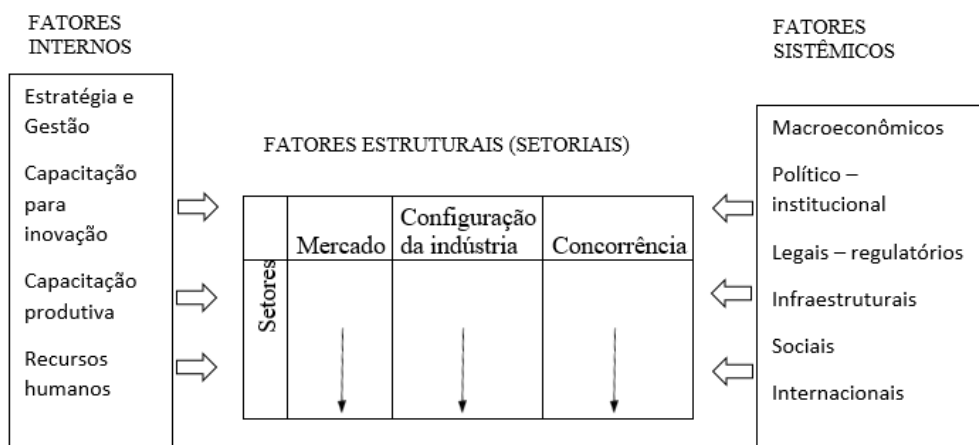 FATORES
INTERNOS
Estratégia e
Gestão
Capacitação
para
inovação
Capacitação
produtiva
Recursos
humanos
FATORES ESTRUTURAIS (SETORIAIS)
Setores
Mercado
Configuração
da indústria
Concorrência
FATORES
SISTÊMICOS
Macroeconômicos
Político –
institucional
Legais – regulatórios
Infraestruturais
Sociais
Internacionais